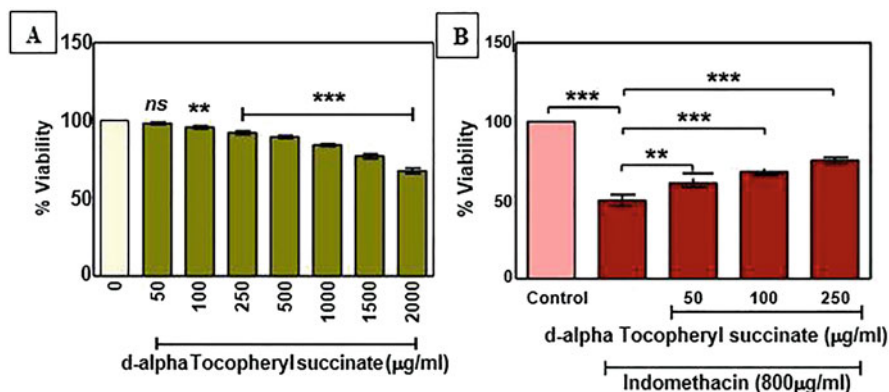 A
150
100
50
0
% Viability
ns
**
***
0
50
100
250
500
1000
1500
2000
d-alpha Tocopheryl succinate (µg/ml)
B
150
100
50
0
% Viability
***
***
***
**
Control
50
100
250
d-alpha Tocopheryl succinate (µg/ml)
Indomethacin (800µg/ml)